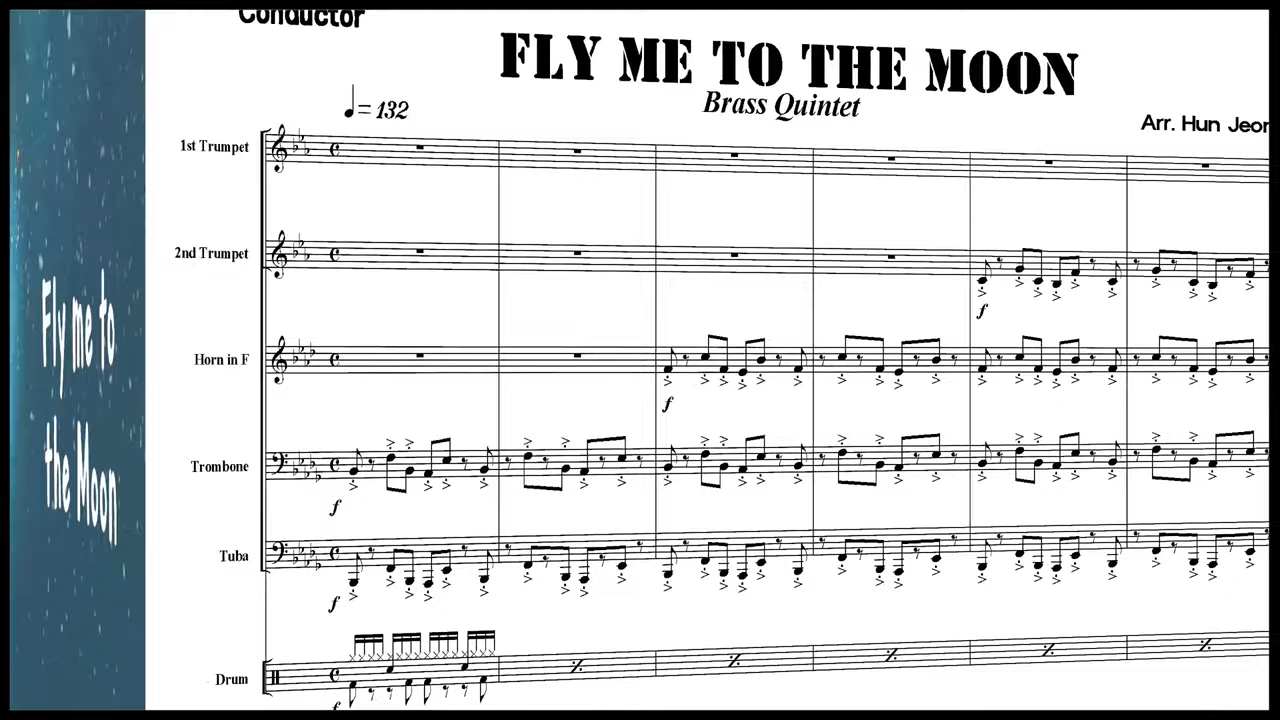 Conductor
FLY ME TO THE MOON
Brass Quintet
= 132
Arr. Hun Jeon
1st Trumpet
2nd Trumpet
f
Horn in F
f
Trombone
f
Tuba
f
Drum
f
Fly me to
the Moon